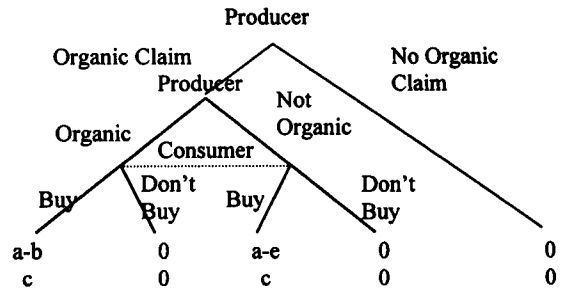 Producer
Organic Claim
No Organic
Claim
Producer
Not
Organic
Organic
Consumer
Buy
Don't
Buy
Buy
Don't
Buy
a-b 0 a-e 0 0
c 0 c 0 0